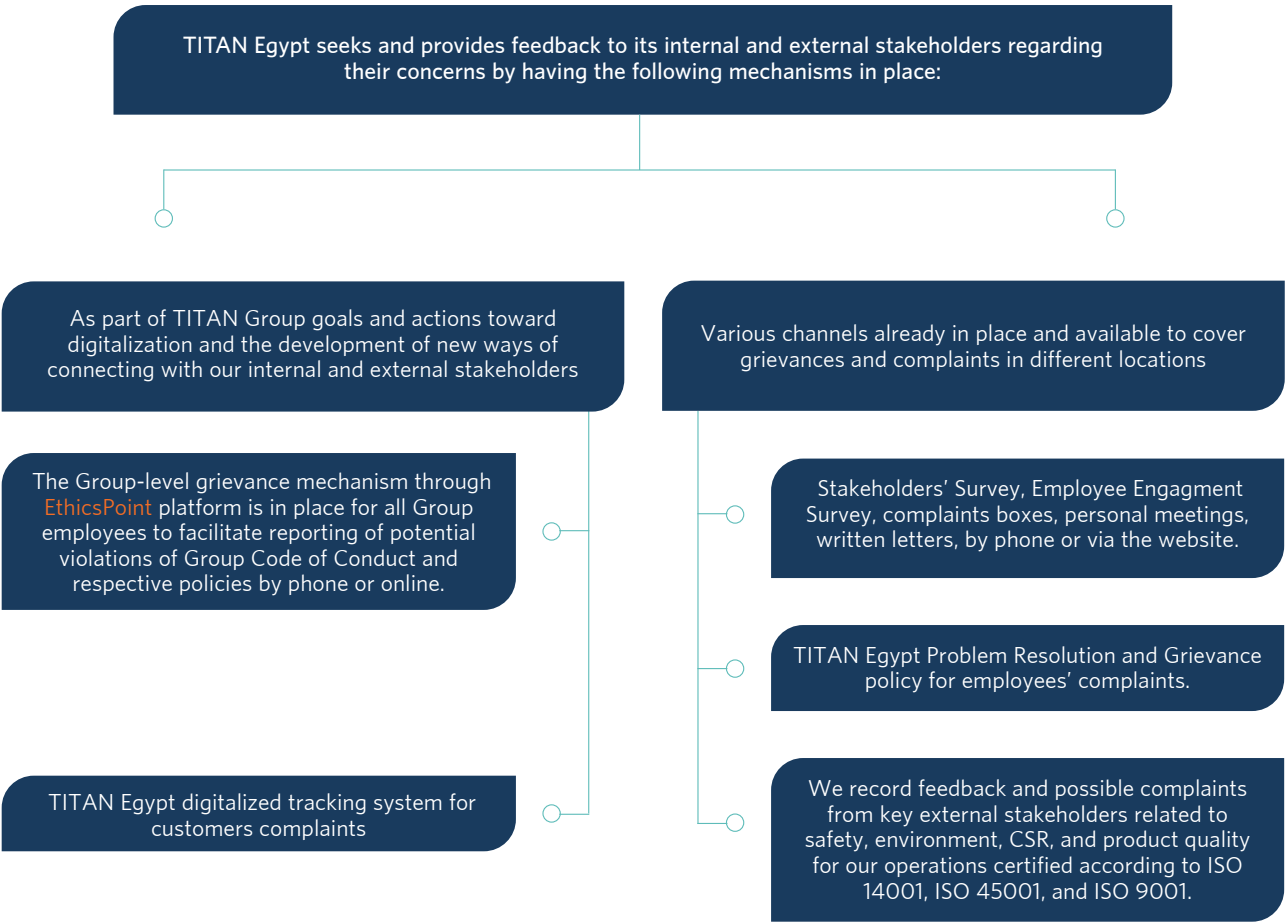 TITAN Egypt seeks and provides feedback to its internal and external stakeholders regarding
their concerns by having the following mechanisms in place:
As part of TITAN Group goals and actions toward
digitalization and the development of new ways of
connecting with our internal and external stakeholders
The Group-level grievance mechanism through
EthicsPoint platform is in place for all Group
employees to facilitate reporting of potential
violations of Group Code of Conduct and
respective policies by phone or online.
TITAN Egypt digitalized tracking system for
customers complaints
Various channels already in place and available to cover
grievances and complaints in different locations
Stakeholders’ Survey, Employee Engagment
Survey, complaints boxes, personal meetings,
written letters, by phone or via the website.
TITAN Egypt Problem Resolution and Grievance
policy for employees’ complaints.
We record feedback and possible complaints
from key external stakeholders related to
safety, environment, CSR, and product quality
for our operations certified according to ISO
14001, ISO 45001, and ISO 9001.